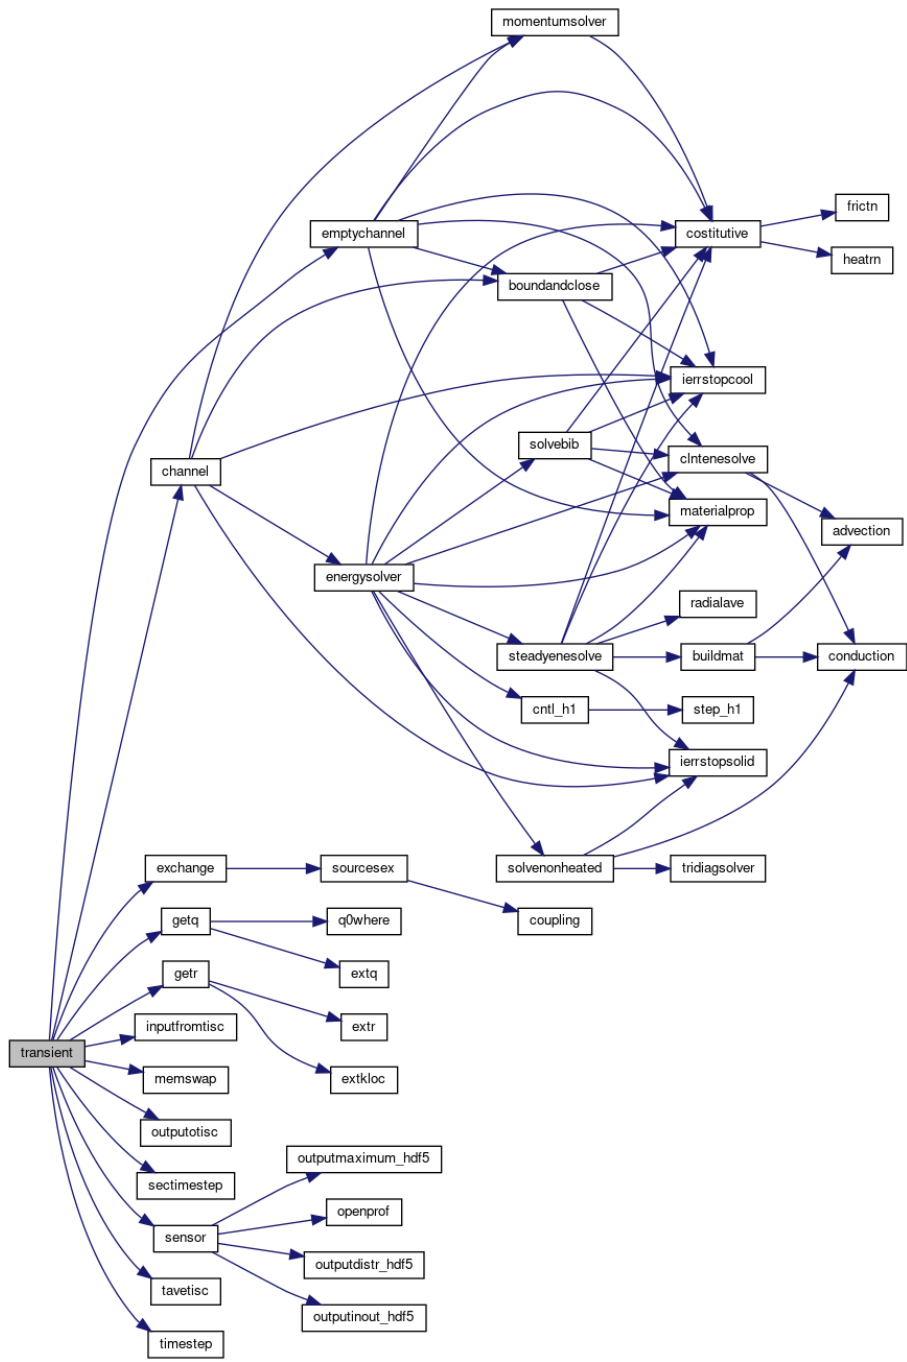 momentumsolver
frictn
emptychannel
costitutive
heatrn
boundandclose
ierrstopcool
solvebib
clntenesolve
channel
materialprop
advection
energysolver
radialave
steadyenesolve
buildmat
conduction
cntl_h1
step_h1
ierrstopsolid
exchange
sourcesex
solvenonheated
tridiagsolver
getq
q0where
coupling
getr
extq
inputfromtisc
extr
transient
memswap
extkloc
outputotisc
outputmaximum_hdf5
sectimestep
openprof
sensor
outputdistr_hdf5
tavetisc
outputinout_hdf5
timestep